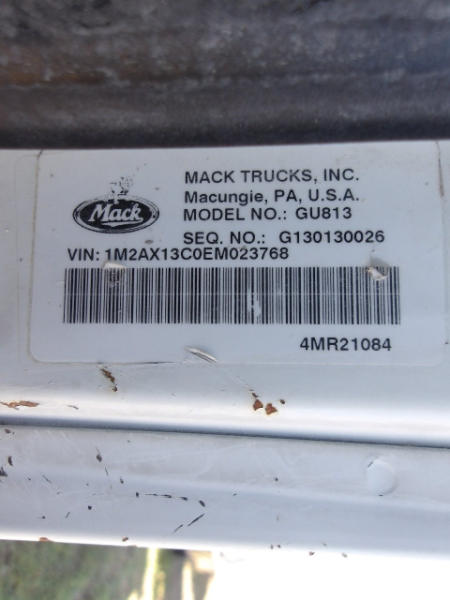 Mack
MACK TRUCKS, INC.
Macungie, PA, U.S.A.
MODEL NO.: GU813
SEQ. NO.: G130130026
VIN: 1M2AX13C0EM023768
4MR21084